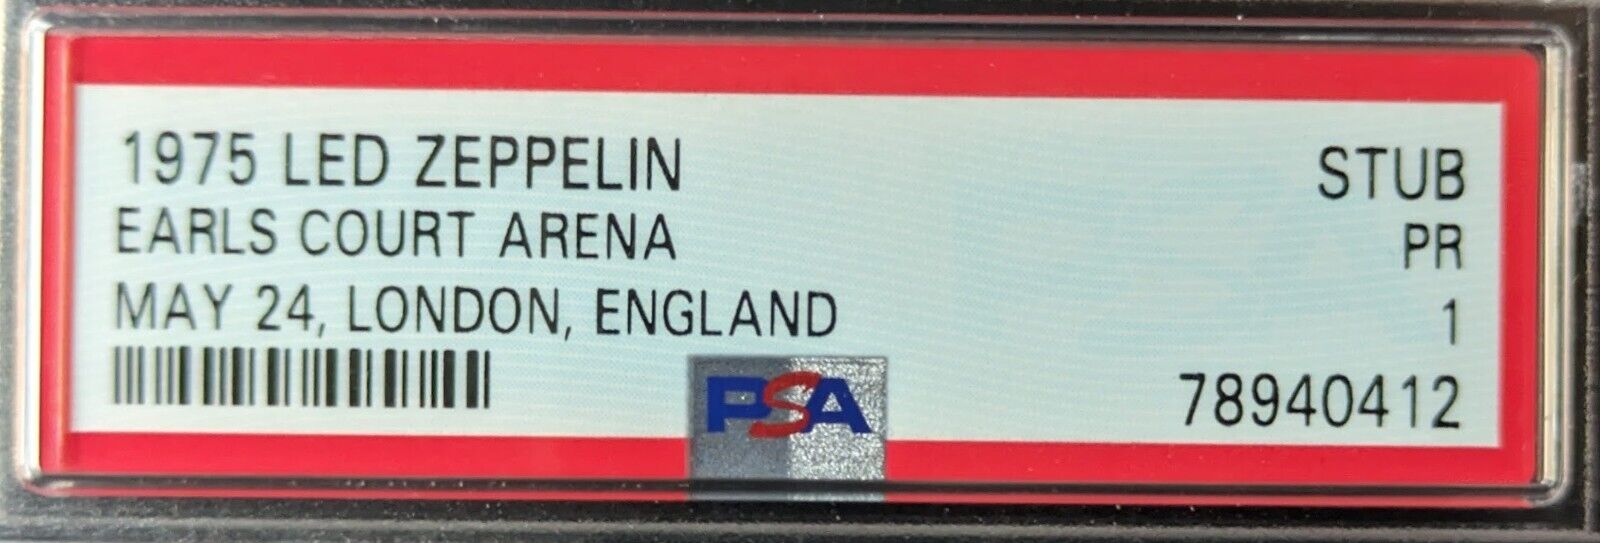 1975 LED ZEPPELIN STUB
EARLS COURT ARENA PR
MAY 24, LONDON, ENGLAND 1
PSA 78940412